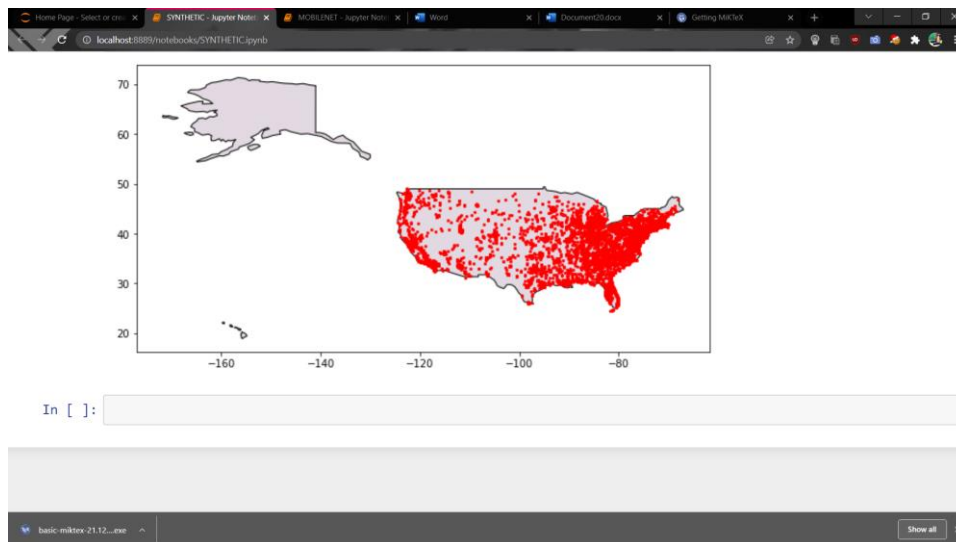 Home Page - Select or crea
SYNTHETIC - Jupyter Noteb
MOBILENET - Jupyter Noteb
Word
Document20.docx
Getting MiKTeX
localhost:8889/notebooks/SYNTHETIC.ipynb
70
60
50
40
30
20
−160
−140
−120
−100
−80
In [ ]:
basic-miktex-21.12....exe
Show all